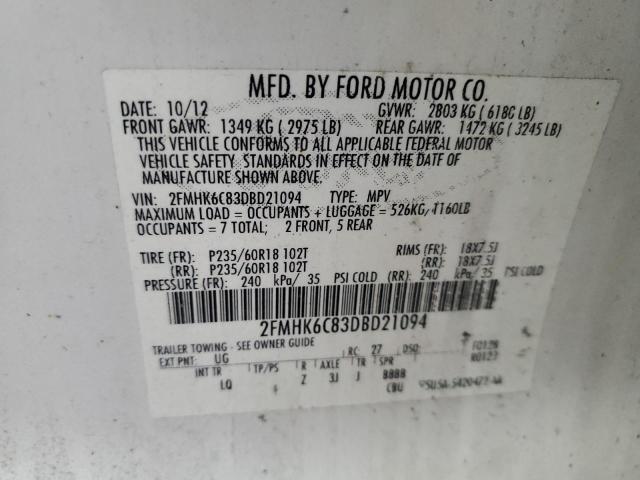 MFD. BY FORD MOTOR CO.
DATE: 10/12 GVWR: 2803 KG ( 6180 LB)
FRONT GAWR: 1349 KG ( 2975 LB) REAR GAWR: 1472 KG ( 3245 LB)
THIS VEHICLE CONFORMS TO ALL APPLICABLE FEDERAL MOTOR
VEHICLE SAFETY STANDARDS IN EFFECT ON THE DATE OF
MANUFACTURE SHOWN ABOVE.
VIN: 2FMHK6C83DBD21094 TYPE: MPV
MAXIMUM LOAD = OCCUPANTS + LUGGAGE = 526KG/1160LB
OCCUPANTS = 7 TOTAL; 2 FRONT, 5 REAR
TIRE (FR): P235/60R18 102T RIMS (FR): 18X7.5J
(RR): P235/60R18 102T (RR): 18X7.5J
PRESSURE (FR): 240 kPa/ 35 PSI COLD (RR): 240 kPa/ 35 PSI COLD
2FMHK6C83DBD21094
TRAILER TOWING - SEE OWNER GUIDE
EXT PNT: UG RC: 27 DSO:
INT TR TP/PS R AXLE TR SPR
LQ Z 3J J BBBB